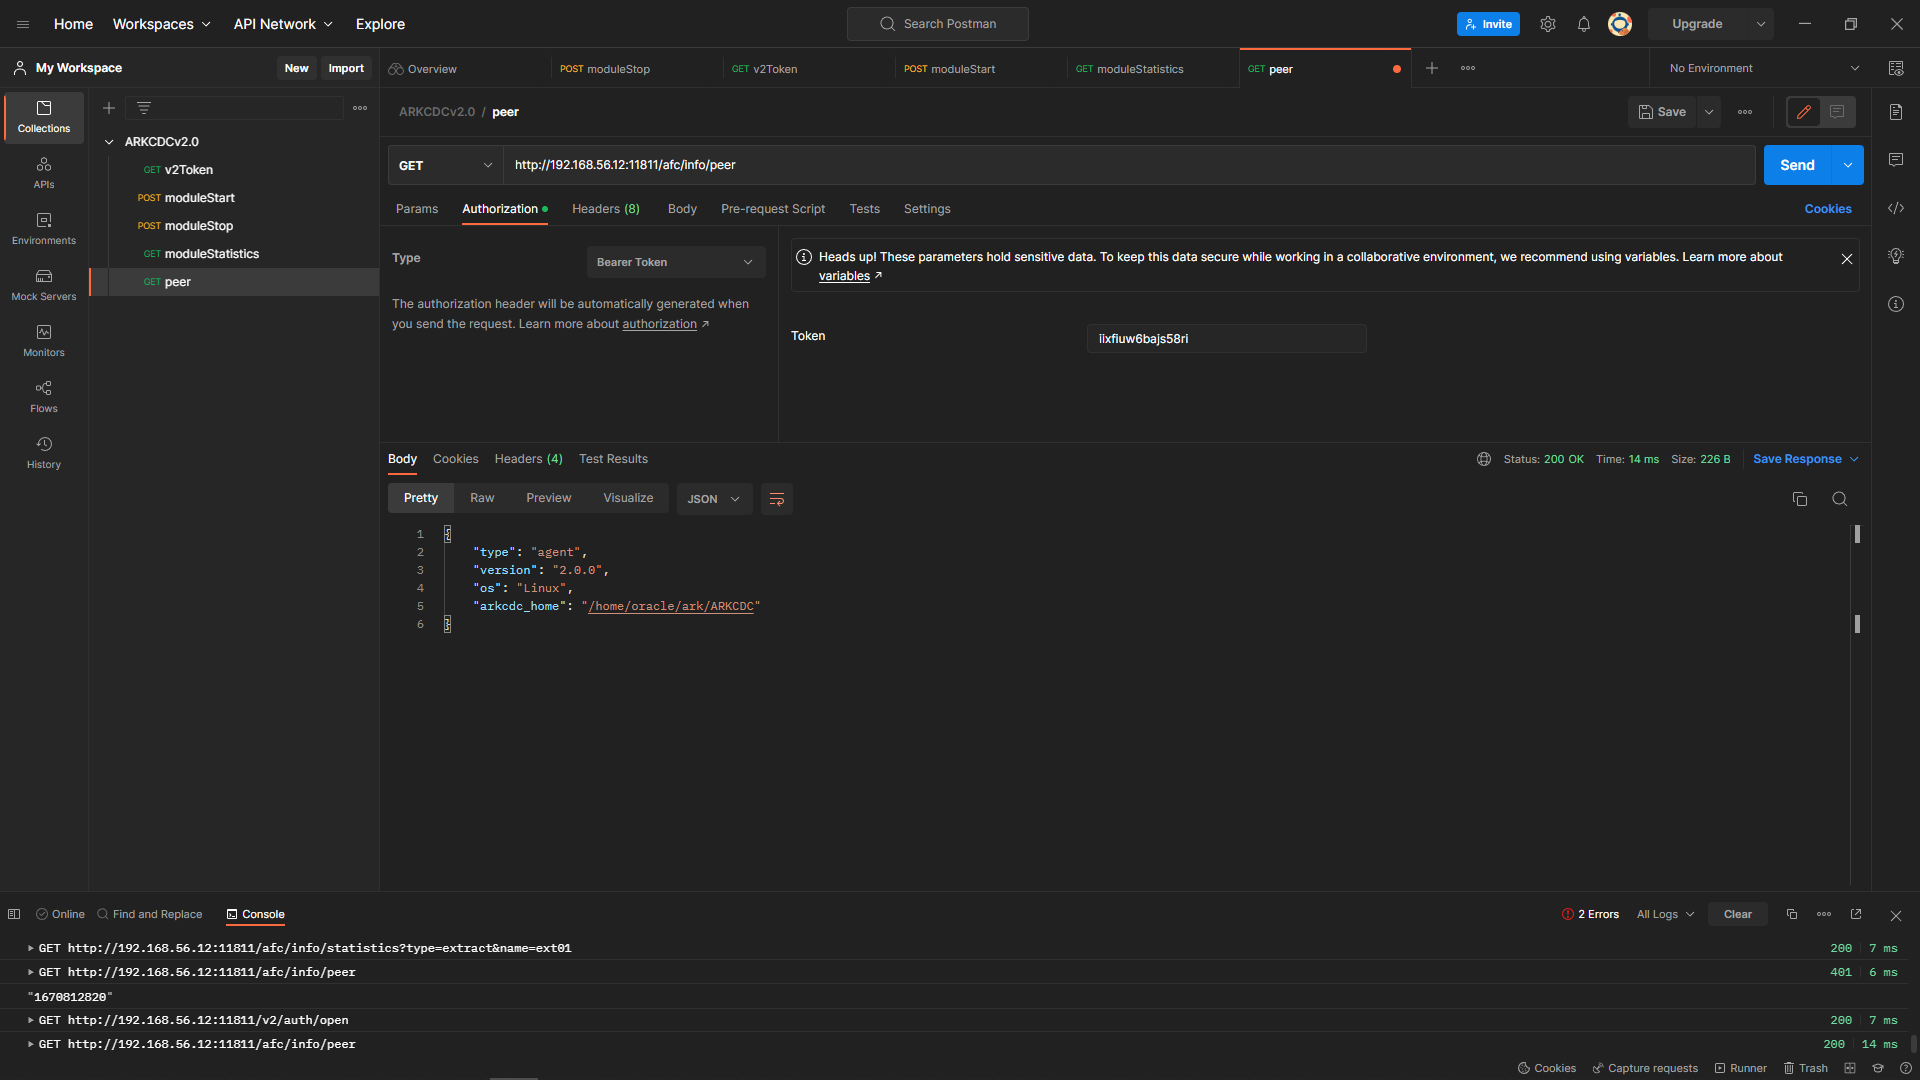 Home Workspaces API Network Explore Search Postman Invite Upgrade
My Workspace New Import Overview POST moduleStop GET v2Token POST moduleStart GET moduleStatistics GET peer No Environment
Collections
APIs
Environments
Mock Servers
Monitors
Flows
History
ARKCDCv2.0
GET v2Token
POST moduleStart
POST moduleStop
GET moduleStatistics
GET peer
ARKCDCv2.0 / peer Save
GET http://192.168.56.12:11811/afc/info/peer Send
Params Authorization Headers (8) Body Pre-request Script Tests Settings Cookies
Type Bearer Token
The authorization header will be automatically generated when
you send the request. Learn more about authorization ↗
Heads up! These parameters hold sensitive data. To keep this data secure while working in a collaborative environment, we recommend using variables. Learn more about
variables ↗
Token iixfiuw6bajs58ri
Body Cookies Headers (4) Test Results Status: 200 OK Time: 14 ms Size: 226 B Save Response
Pretty Raw Preview Visualize JSON
1 {
2 "type": "agent",
3 "version": "2.0.0",
4 "os": "Linux",
5 "arkcdc_home": "/home/oracle/ark/ARKCDC"
6 }
Online Find and Replace Console 2 Errors All Logs Clear
GET http://192.168.56.12:11811/afc/info/statistics?type=extract&name=ext01 200 7 ms
GET http://192.168.56.12:11811/afc/info/peer 401 6 ms
"1670812820"
GET http://192.168.56.12:11811/v2/auth/open 200 7 ms
GET http://192.168.56.12:11811/afc/info/peer 200 14 ms
Cookies Capture requests Runner Trash